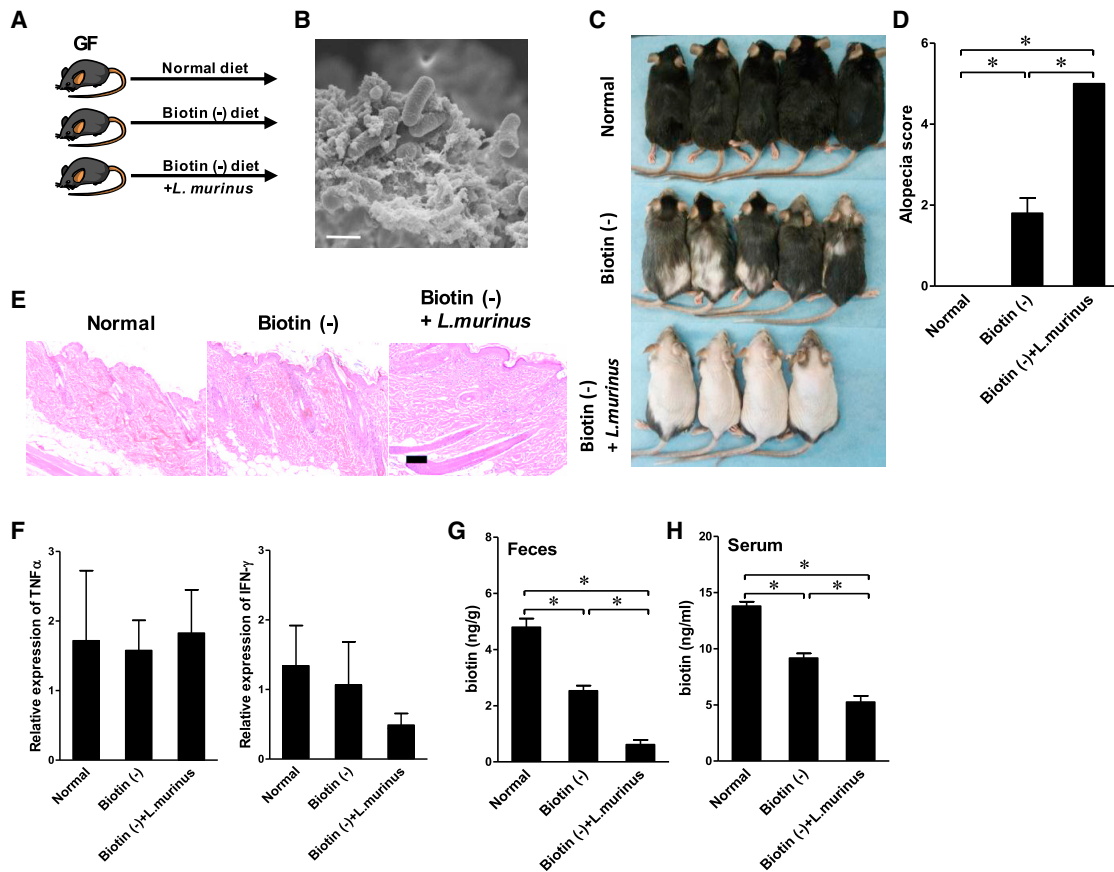 A
GF
Normal diet
Biotin (-) diet
Biotin (-) diet
+L. murinus
B
C
Normal
Biotin (-)
Biotin (-)
+ L.murinus
D
Alopecia score
6
4
2
0
*
*
*
Normal
Biotin (-)
Biotin (-)+L.murinus
E
Normal
Biotin (-)
Biotin (-)
+ L.murinus
F
Relative expression of TNFα
3
2
1
0
Normal
Biotin (-)
Biotin (-)+L.murinus
Relative expression of IFN-γ
3
2
1
0
Normal
Biotin (-)
Biotin (-)+L.murinus
G
Feces
biotin (ng/g)
8
6
4
2
0
*
*
*
Normal
Biotin (-)
Biotin (-)+L.murinus
H
Serum
biotin (ng/ml)
20
15
10
5
0
*
*
*
Normal
Biotin (-)
Biotin (-)+L.murinus